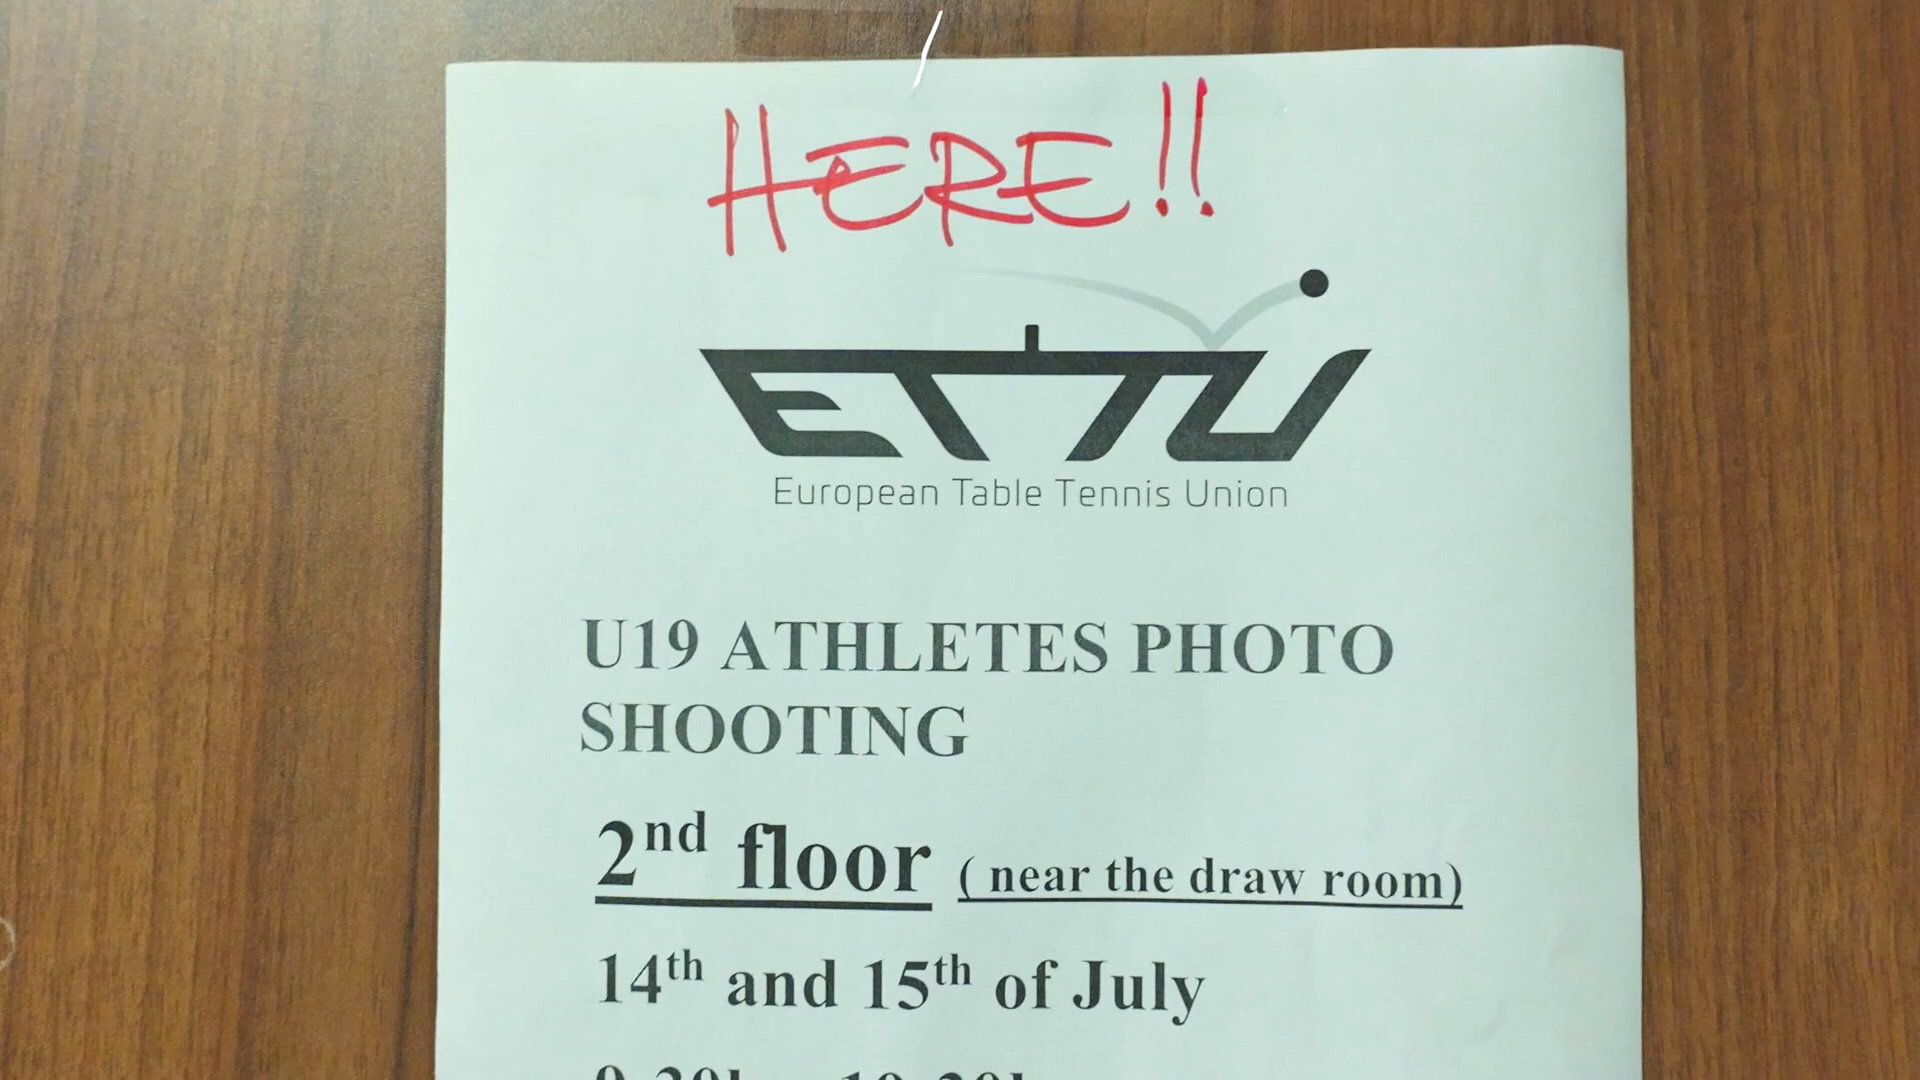 HERE!!
ETTU
European Table Tennis Union
U19 ATHLETES PHOTO
SHOOTING
2nd floor ( near the draw room)
14th and 15th of July